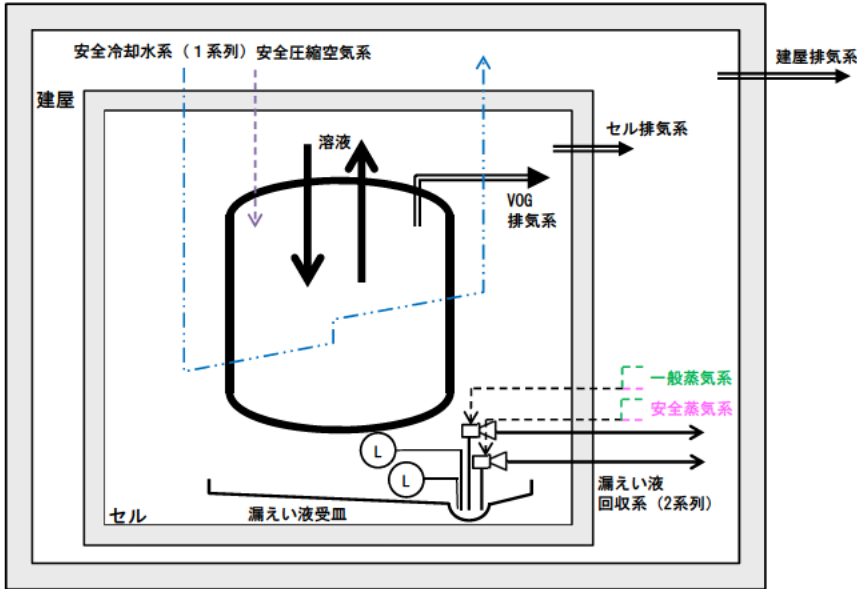 安全冷却水系（１系列）
安全圧縮空気系
建屋排気系
建屋
セル排気系
溶液
VOG
排気系
一般蒸気系
安全蒸気系
L
L
漏えい液
回収系（2系列）
漏えい液受皿
セル